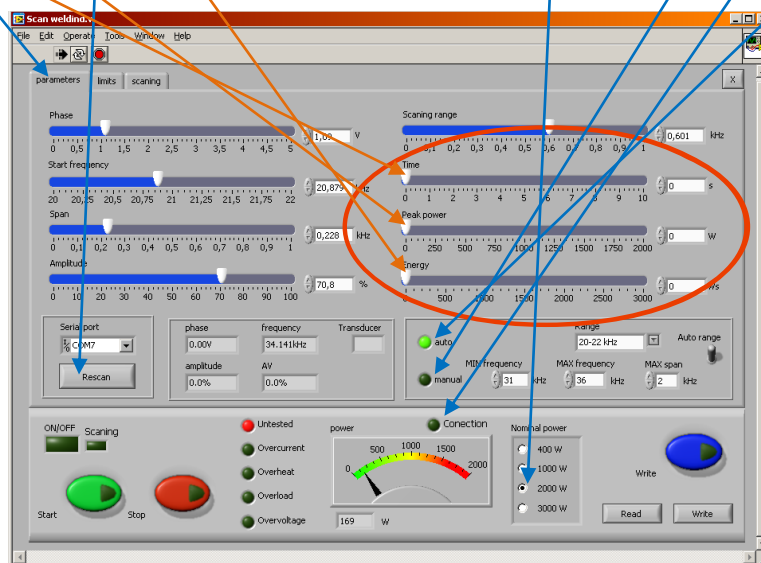 Scan welding.v
File Edit Operate Tools Window Help
parameters limits scaning X
Phase
0 0,5 1 1,5 2 2,5 3 3,5 4 4,5 5
1,09 V
Scaning range
0 0,1 0,2 0,3 0,4 0,5 0,6 0,7 0,8 0,9 1
0,601 kHz
Start frequency
20 20,25 20,5 20,75 21 21,25 21,5 21,75 22
20,879 kHz
Time
0 1 2 3 4 5 6 7 8 9 10
0 s
Span
0 0,1 0,2 0,3 0,4 0,5 0,6 0,7 0,8 0,9 1
0,228 kHz
Peak power
0 250 500 750 1000 1250 1500 1750 2000
0 W
Amplitude
0 10 20 30 40 50 60 70 80 90 100
70,8 %
Energy
0 500 1000 1500 2000 2500 3000
0 Ws
Serial port
COM7
Rescan
phase frequency Transducer
0.00V 34.141kHz
amplitude AV
0.0% 0.0%
auto
manual
Range
20-22 kHz
Auto range
MIN frequency MAX frequency MAX span
31 kHz 36 kHz 2 kHz
ON/OFF Scaning
Start Stop
Untested
Overcurrent
Overheat
Overload
Overvoltage
power Conection
0 500 1000 1500 2000
169 W
Nominal power
400 W
1000 W
2000 W
3000 W
Write
Read Write